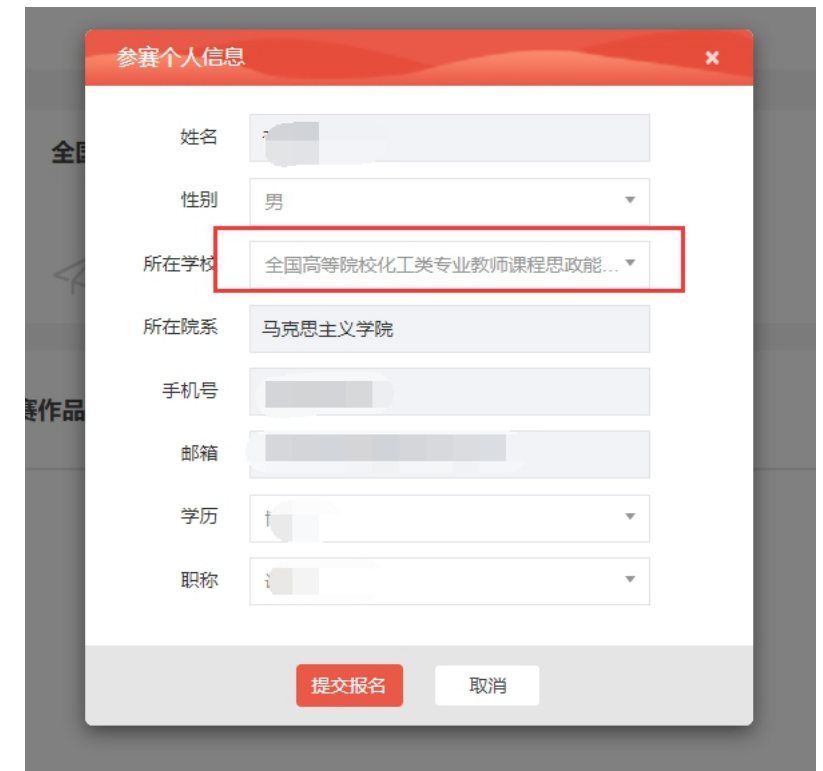 参赛个人信息
×
全国
姓名
性别
男
所在学校
全国高等院校化工类专业教师课程思政能...
所在院系
马克思主义学院
手机号
赛作品
邮箱
学历
职称
提交报名
取消